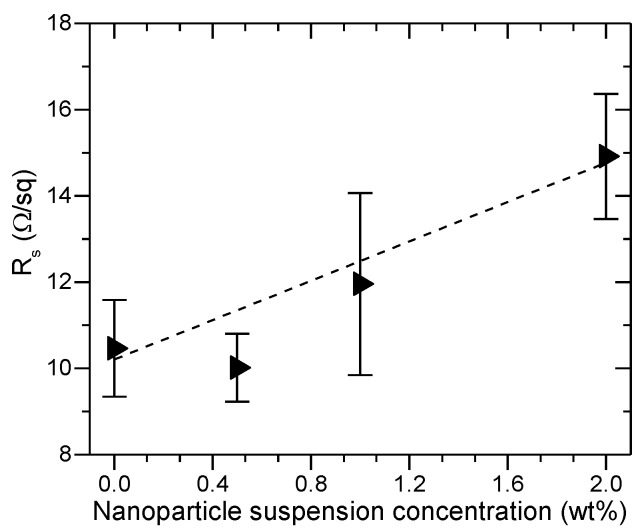 18
16
14
12
10
8
R_s (Ω/sq)
0.0 0.4 0.8 1.2 1.6 2.0
Nanoparticle suspension concentration (wt%)